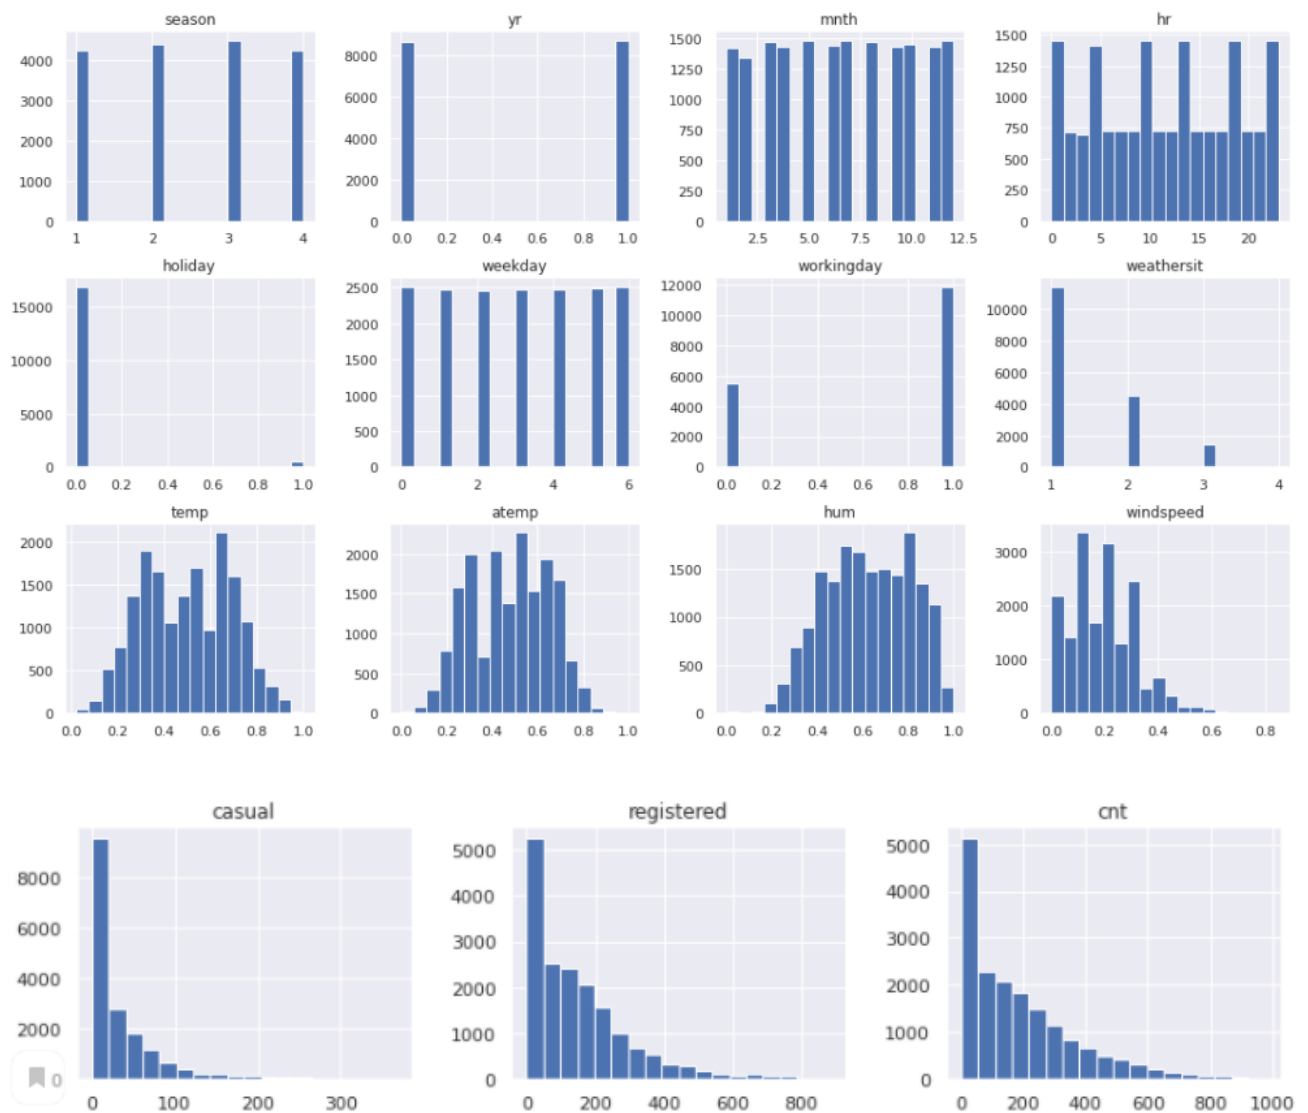 season
4000
3000
2000
1000
0
1 2 3 4
yr
8000
6000
4000
2000
0
0.0 0.2 0.4 0.6 0.8 1.0
mnth
1500
1250
1000
750
500
250
0
2.5 5.0 7.5 10.0 12.5
hr
1500
1250
1000
750
500
250
0
0 5 10 15 20
holiday
15000
10000
5000
0
0.0 0.2 0.4 0.6 0.8 1.0
weekday
2500
2000
1500
1000
500
0
0 2 4 6
workingday
12000
10000
8000
6000
4000
2000
0
0.0 0.2 0.4 0.6 0.8 1.0
weathersit
10000
8000
6000
4000
2000
0
1 2 3 4
temp
2000
1500
1000
500
0
0.0 0.2 0.4 0.6 0.8 1.0
atemp
2000
1500
1000
500
0
0.0 0.2 0.4 0.6 0.8 1.0
hum
1500
1000
500
0
0.0 0.2 0.4 0.6 0.8 1.0
windspeed
3000
2000
1000
0
0.0 0.2 0.4 0.6 0.8
casual
8000
6000
4000
2000
0
0 100 200 300
registered
5000
4000
3000
2000
1000
0
0 200 400 600 800
cnt
5000
4000
3000
2000
1000
0
0 200 400 600 800 1000